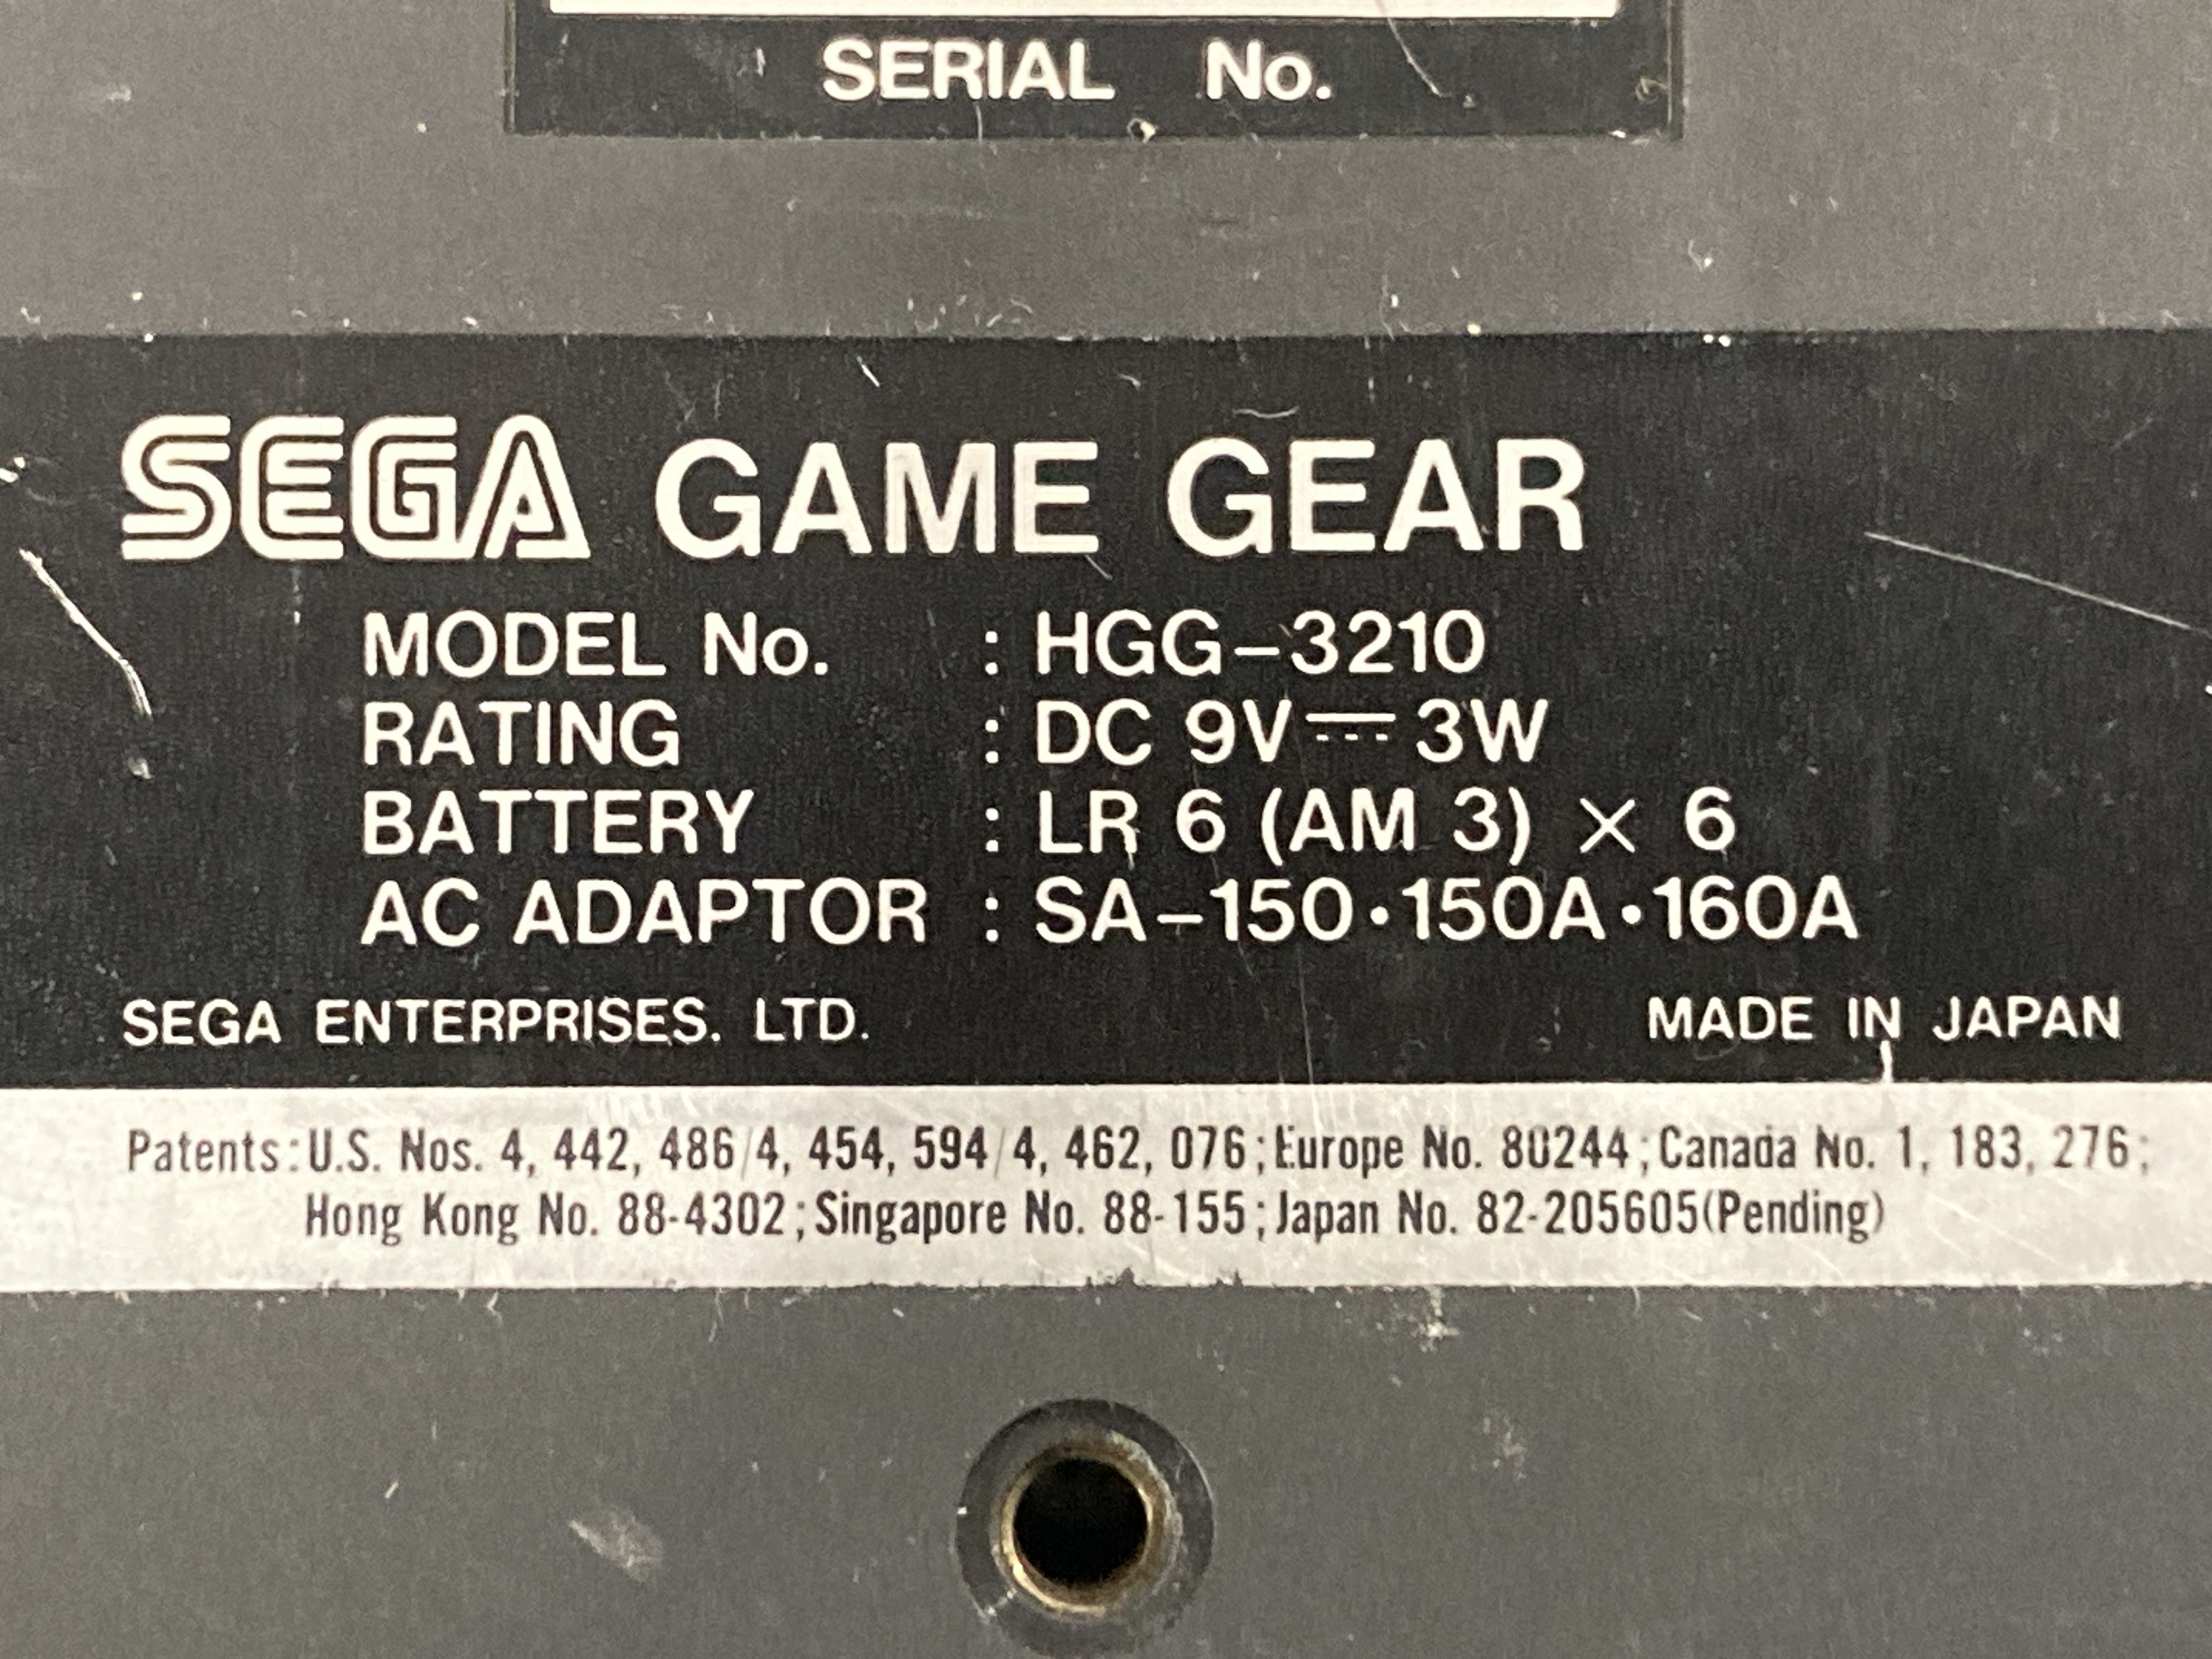 SERIAL No.
SEGA GAME GEAR
MODEL No. : HGG-3210
RATING : DC 9V⎓3W
BATTERY : LR 6 (AM 3) × 6
AC ADAPTOR : SA-150•150A•160A
SEGA ENTERPRISES. LTD. MADE IN JAPAN
Patents:U.S. Nos. 4, 442, 486/4, 454, 594/4, 462, 076;Europe No. 80244;Canada No. 1, 183, 276;
Hong Kong No. 88-4302;Singapore No. 88-155;Japan No. 82-205605(Pending)